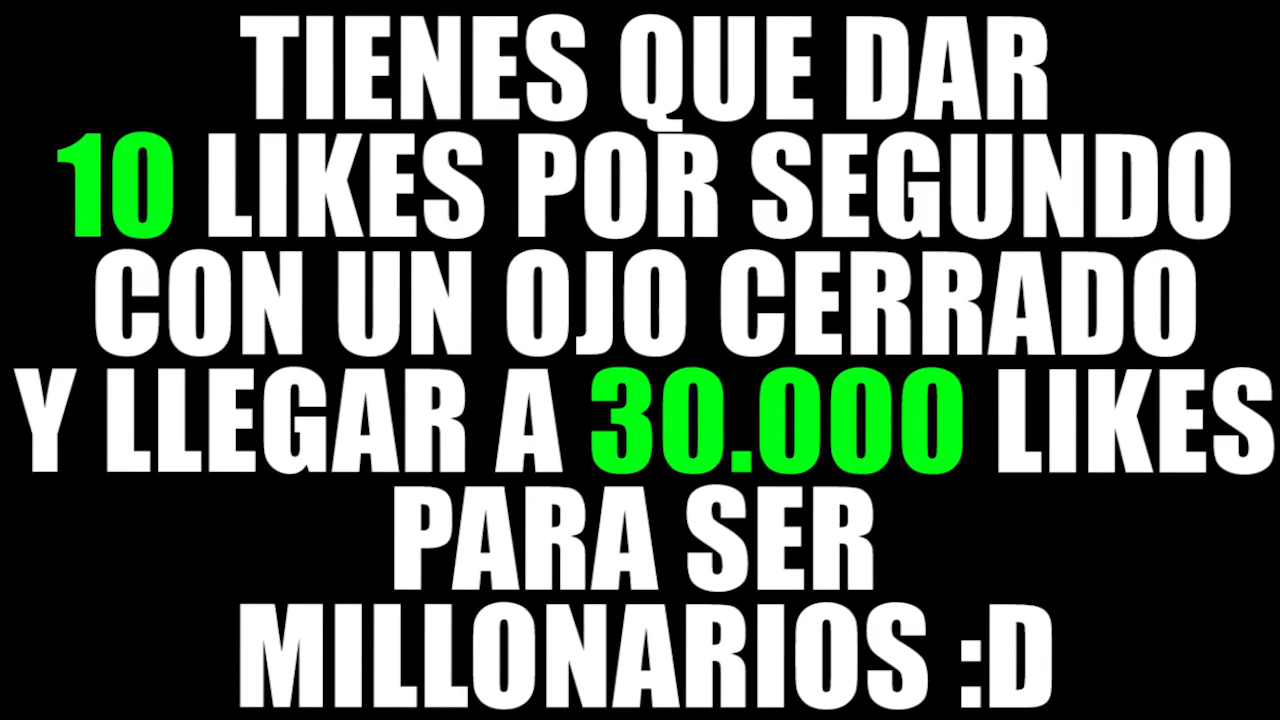 TIENES QUE DAR
10 LIKES POR SEGUNDO
CON UN OJO CERRADO
Y LLEGAR A 30.000 LIKES
PARA SER
MILLONARIOS :D